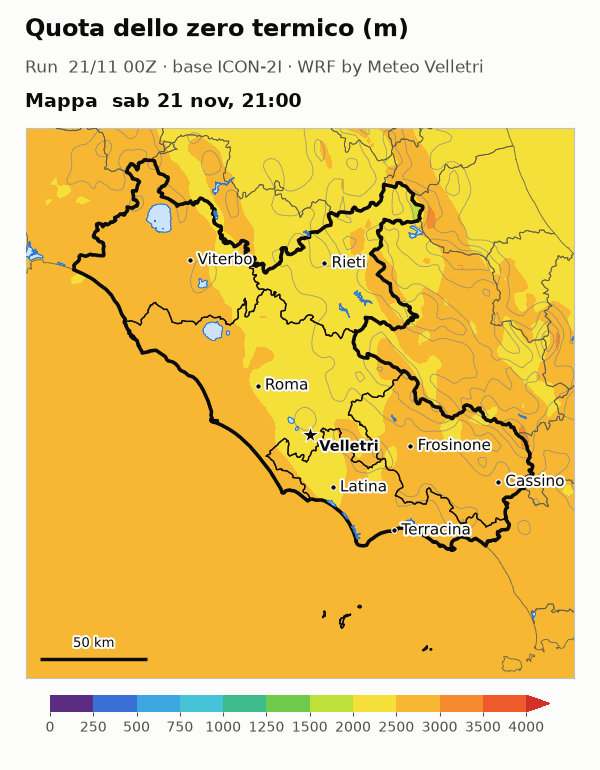 Quota dello zero termico (m)
Run  21/11 00Z · base ICON-2I · WRF by Meteo Velletri
Mappa  sab 21 nov, 21:00
Viterbo
Rieti
Roma
Velletri
Frosinone
Latina
Cassino
Terracina
50 km
0 250 500 750 1000 1250 1500 2000 2500 3000 3500 4000